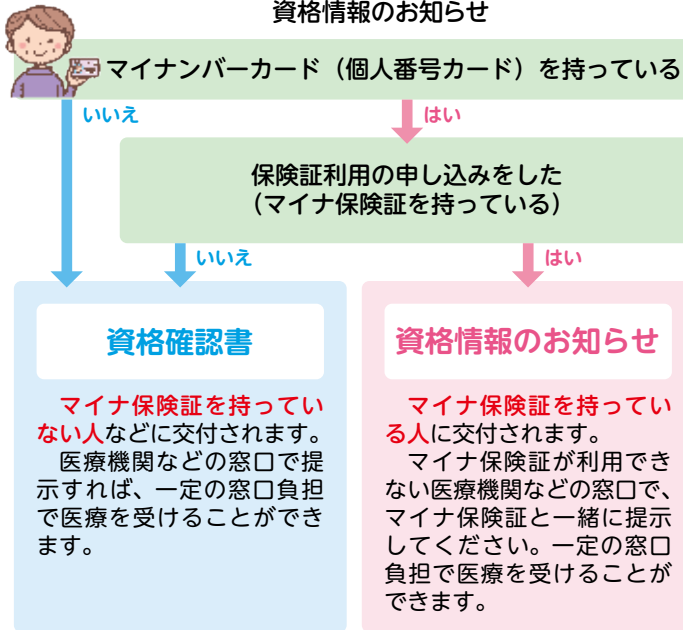 資格情報のお知らせ
マイナンバーカード（個人番号カード）を持っている
いいえ
はい
保険証利用の申し込みをした
（マイナ保険証を持っている）
いいえ
はい
資格確認書
マイナ保険証を持ってい
ない人などに交付されます。
医療機関などの窓口で提
示すれば、一定の窓口負担
で医療を受けることができ
ます。
資格情報のお知らせ
マイナ保険証を持ってい
る人に交付されます。
マイナ保険証が利用でき
ない医療機関などの窓口で、
マイナ保険証と一緒に提示
してください。一定の窓口
負担で医療を受けることが
できます。